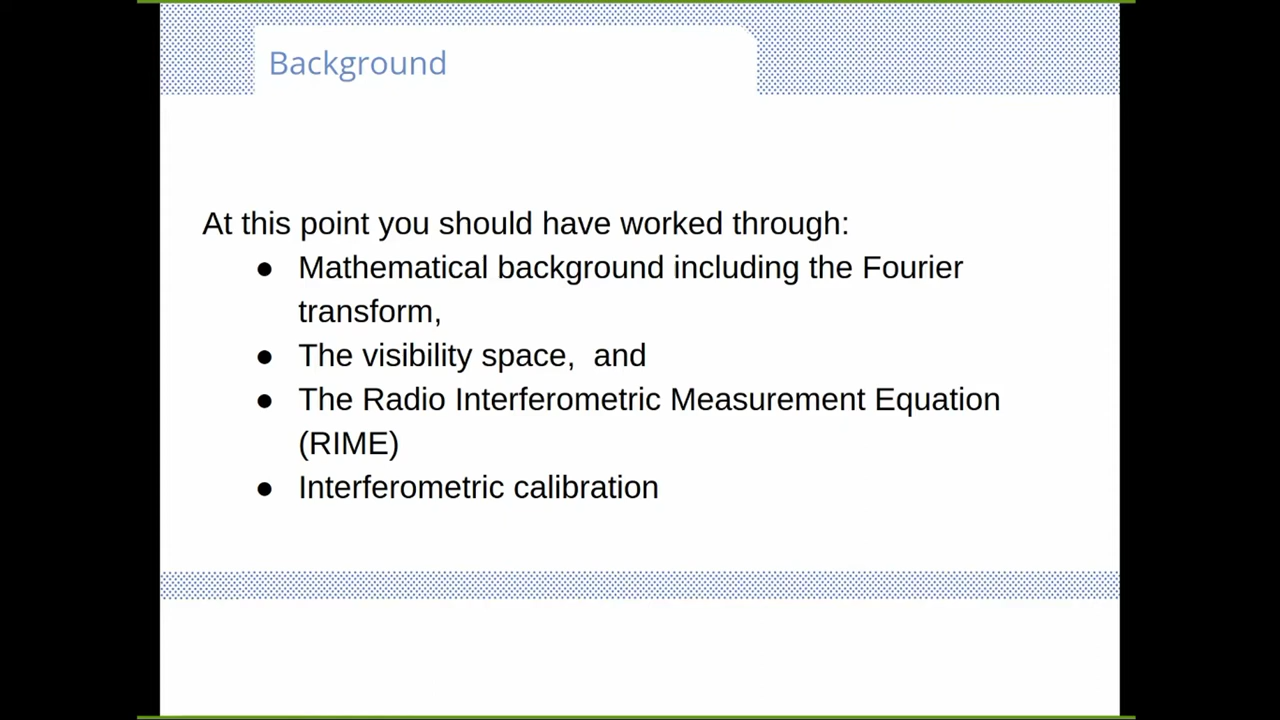 Background
At this point you should have worked through:
● Mathematical background including the Fourier
transform,
● The visibility space,  and
● The Radio Interferometric Measurement Equation
(RIME)
● Interferometric calibration